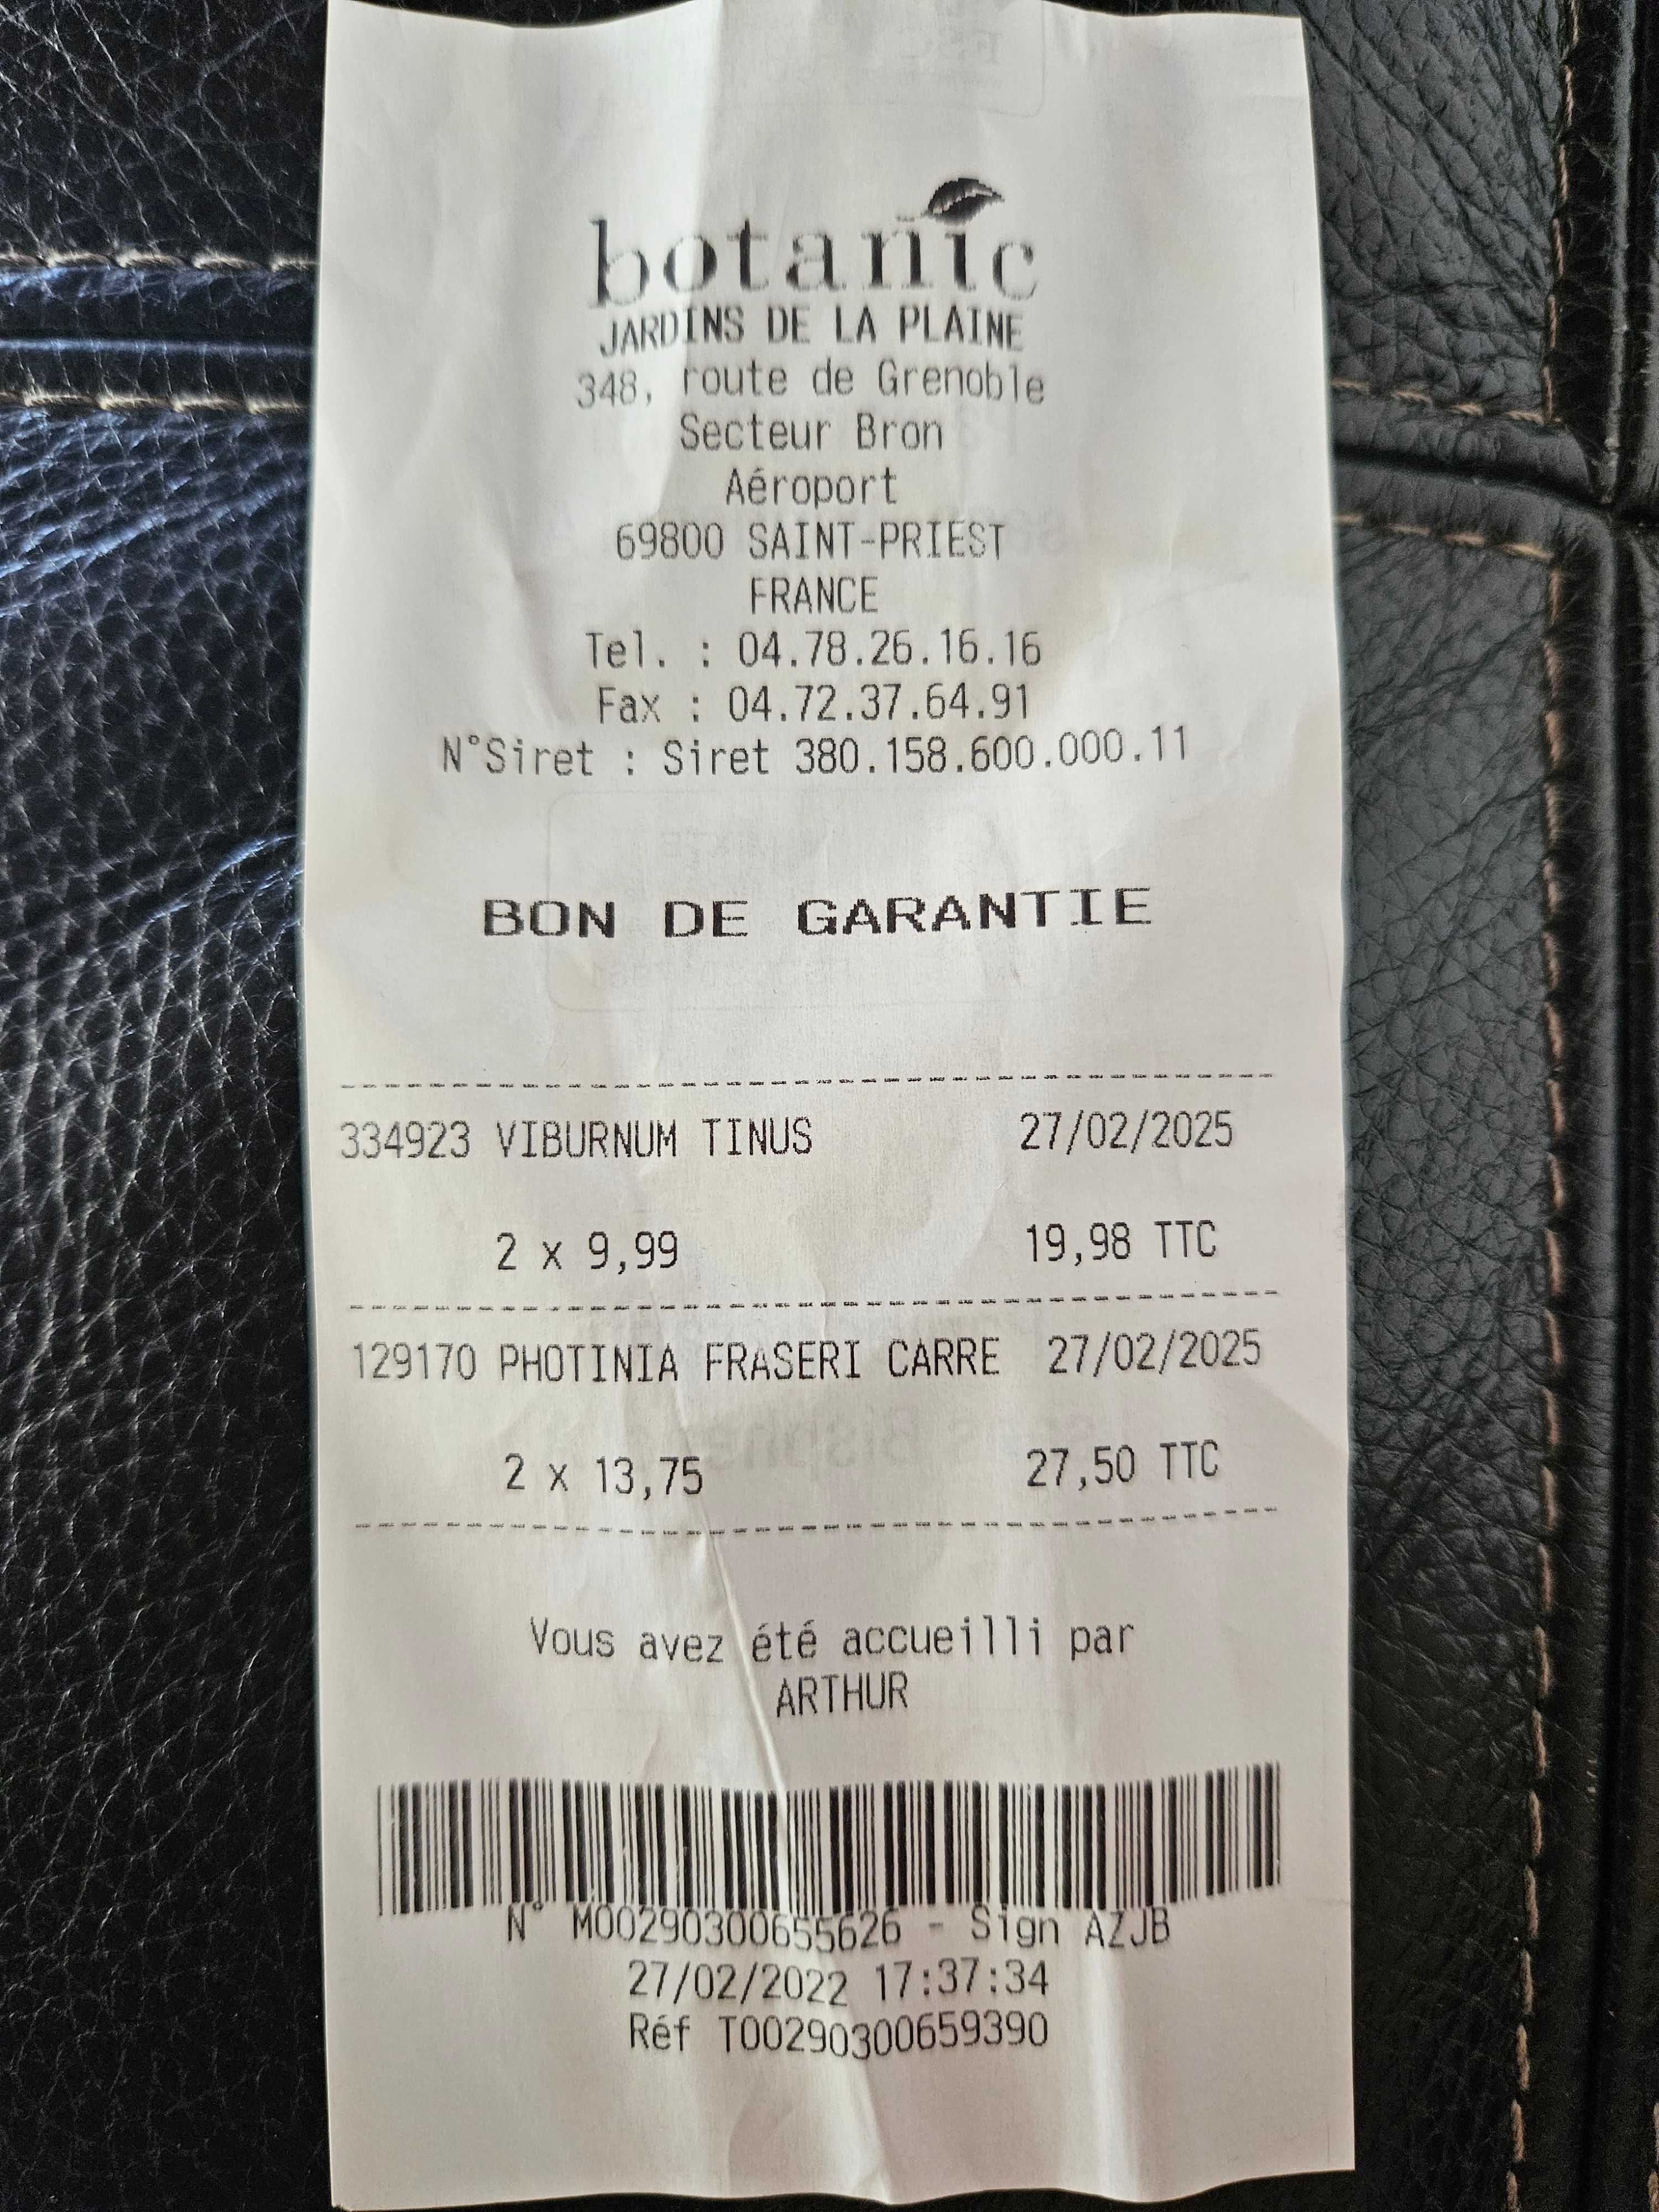 botanic
JARDINS DE LA PLAINE
348, route de Grenoble
Secteur Bron
Aéroport
69800 SAINT-PRIEST
FRANCE
Tel. : 04.78.26.16.16
Fax : 04.72.37.64.91
N°Siret : Siret 380.158.600.000.11
BON DE GARANTIE
334923 VIBURNUM TINUS 27/02/2025
2 x 9,99 19,98 TTC
129170 PHOTINIA FRASERI CARRE 27/02/2025
2 x 13,75 27,50 TTC
Vous avez été accueilli par
ARTHUR
N° M00290300655626 - Sign AZJB
27/02/2022 17:37:34
Réf T00290300659390